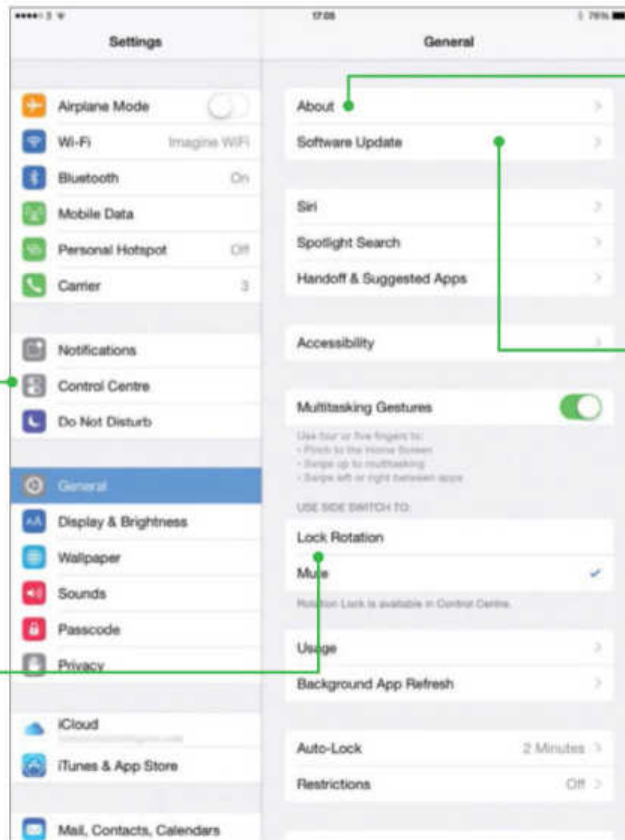 17:05
76%
Settings
General
Airplane Mode
Wi-Fi
Imagine WiFi
Bluetooth
On
Mobile Data
Personal Hotspot
Off
Carrier
3
Notifications
Control Centre
Do Not Disturb
General
Display & Brightness
Wallpaper
Sounds
Passcode
Privacy
iCloud
iTunes & App Store
Mail, Contacts, Calendars
About
Software Update
Siri
Spotlight Search
Handoff & Suggested Apps
Accessibility
Multitasking Gestures
Use four or five fingers to:
• Pinch to the Home Screen
• Swipe up to multitasking
• Swipe left or right between apps
USE SIDE SWITCH TO:
Lock Rotation
Mute
Rotation Lock is available in Control Centre.
Usage
Background App Refresh
Auto-Lock
2 Minutes
Restrictions
Off